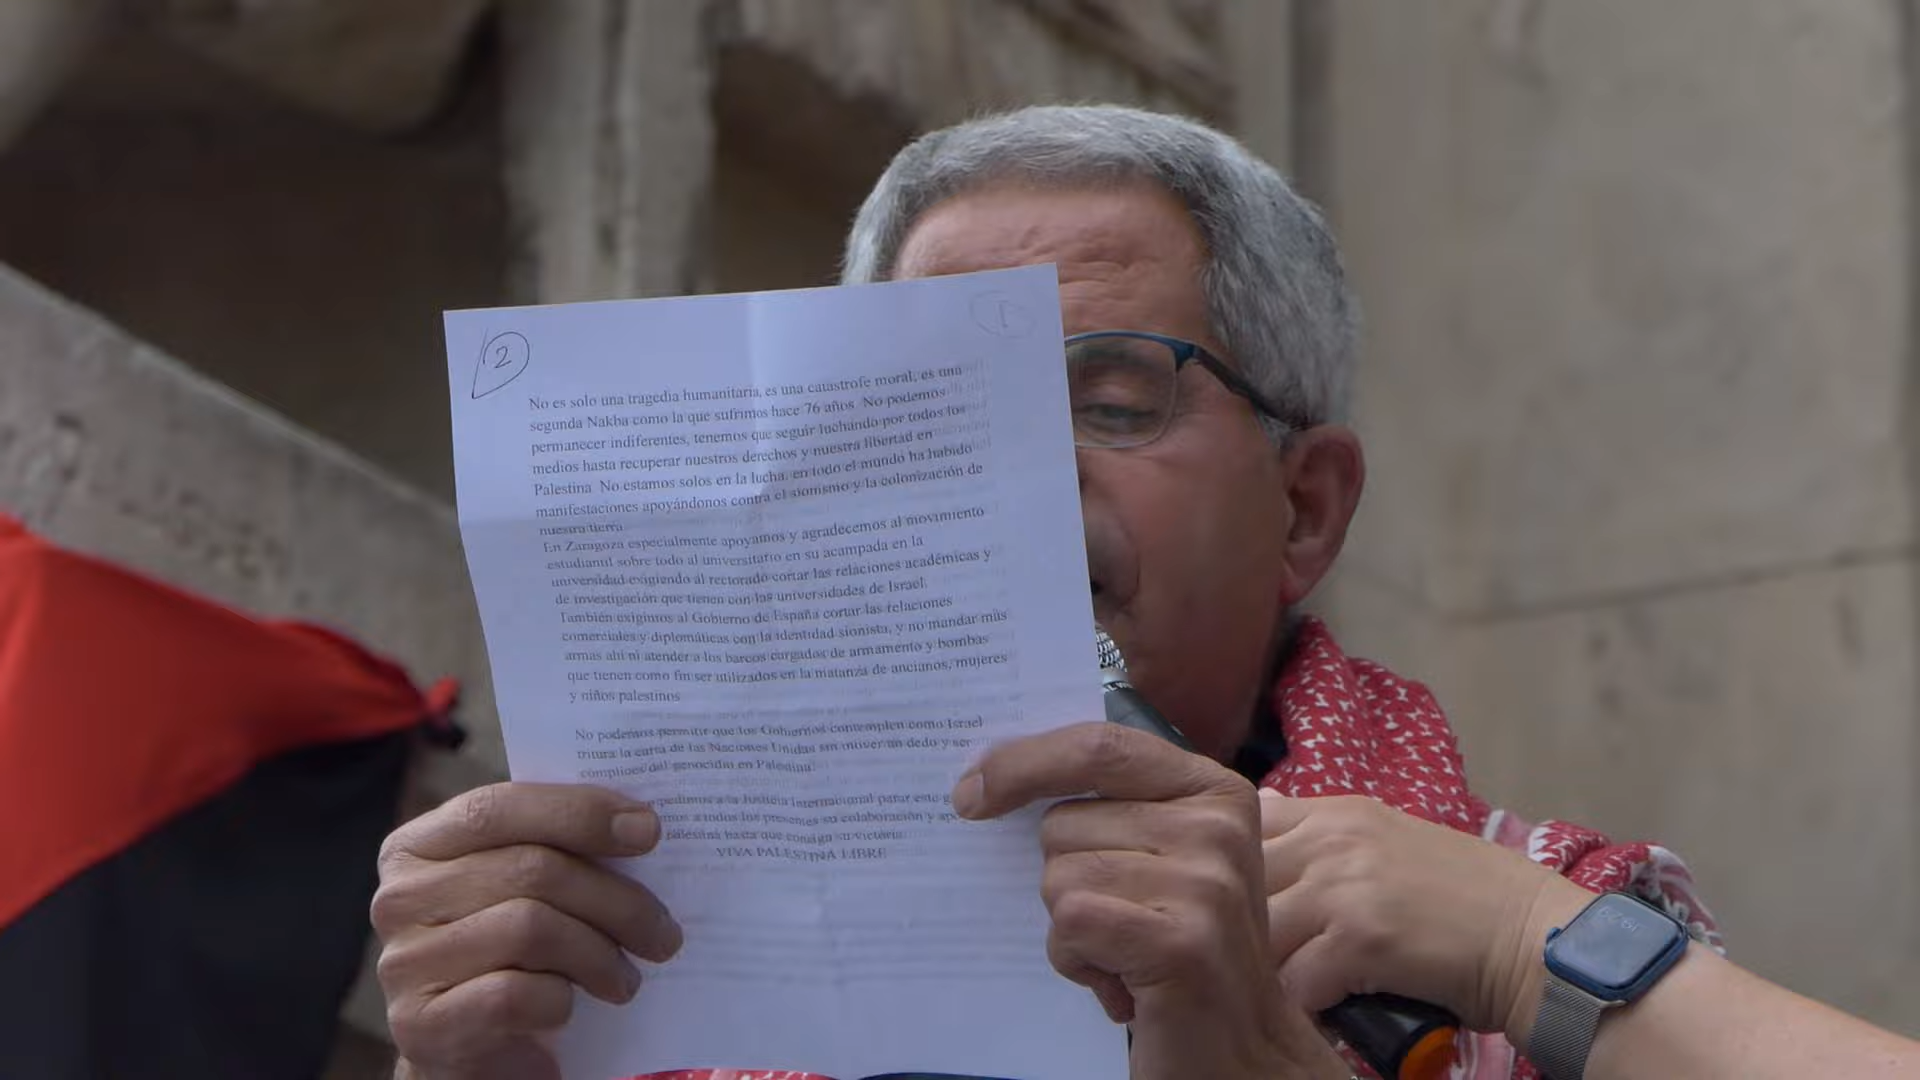 2
1
No es solo una tragedia humanitaria, es una catastrofe moral, es una
segunda Nakba como la que sufrimos hace 76 años. No podemos
permanecer indiferentes, tenemos que seguir luchando por todos los
medios hasta recuperar nuestros derechos y nuestra libertad en
Palestina. No estamos solos en la lucha, en todo el mundo ha habido
manifestaciones apoyándonos contra el sionismo y la colonización de
nuestra tierra
En Zaragoza especialmente apoyamos y agradecemos al movimiento
estudiantil sobre todo al universitario en su acampada en la
universidad exigiendo al rectorado cortar las relaciones académicas y
de investigación que tienen con las universidades de Israel.
También exigimos al Gobierno de España cortar las relaciones
comerciales y diplomáticas con la identidad sionista, y no mandar más
armas ahí ni atender a los barcos cargados de armamento y bombas
que tienen como fin ser utilizados en la matanza de ancianos, mujeres
y niños palestinos
No podemos permitir que los Gobiernos contemplen como Israel
tritura la carta de las Naciones Unidas sin mover un dedo y ser
complices del genocidio en Palestina.
pedimos a la Justicia Internacional parar este
a todos los presentes su colaboración y
palestina hasta que consiga su victoria.
VIVA PALESTINA LIBRE
19:29